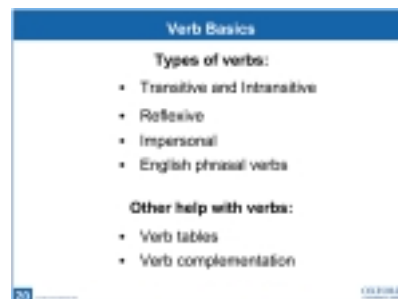 Verb Basics
Types of verbs:
• Transitive and Intransitive
• Reflexive
• Impersonal
• English phrasal verbs
Other help with verbs:
• Verb tables
• Verb complementation
20
OXFORD